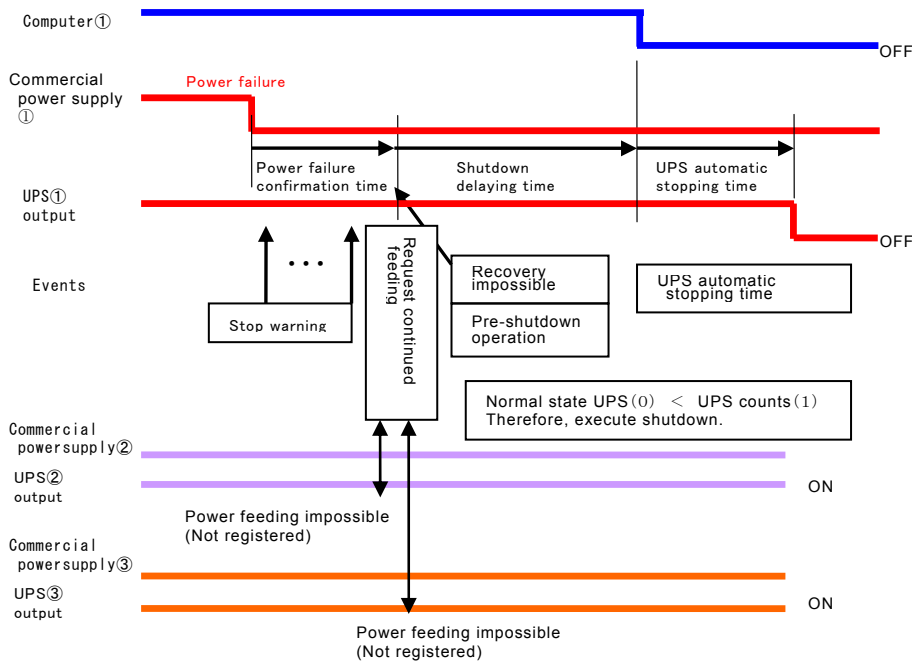 Computer①
OFF
Commercial
power supply
①
Power failure
Power failure
confirmation time
Shutdown
delaying time
UPS automatic
stopping time
UPS①
output
OFF
Events
• • •
Stop warning
Request continued
feeding
Recovery
impossible
Pre-shutdown
operation
UPS automatic
stopping time
Normal state UPS(0) < UPS counts(1)
Therefore, execute shutdown.
Commercial
powersupply②
UPS②
output
ON
Power feeding impossible
(Not registered)
Commercial
powersupply③
UPS③
output
ON
Power feeding impossible
(Not registered)